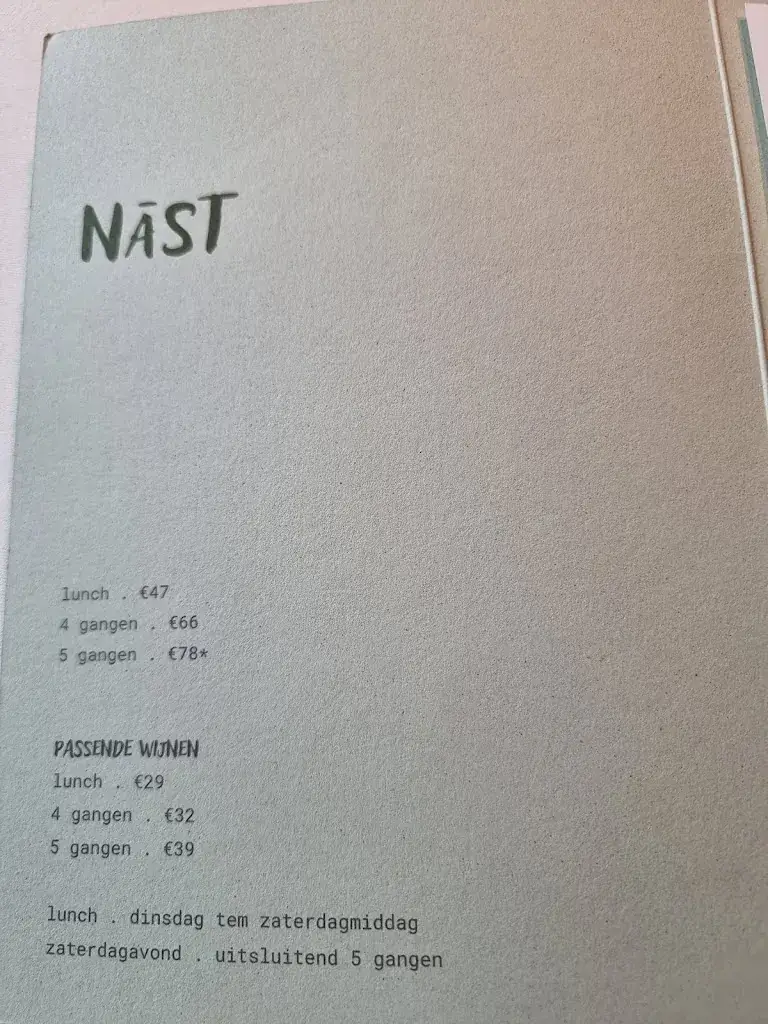 NĀST
lunch . €47
4 gangen . €66
5 gangen . €78*
PASSENDE WIJNEN
lunch . €29
4 gangen . €32
5 gangen . €39
lunch . dinsdag tem zaterdagmiddag
zaterdagavond . uitsluitend 5 gangen